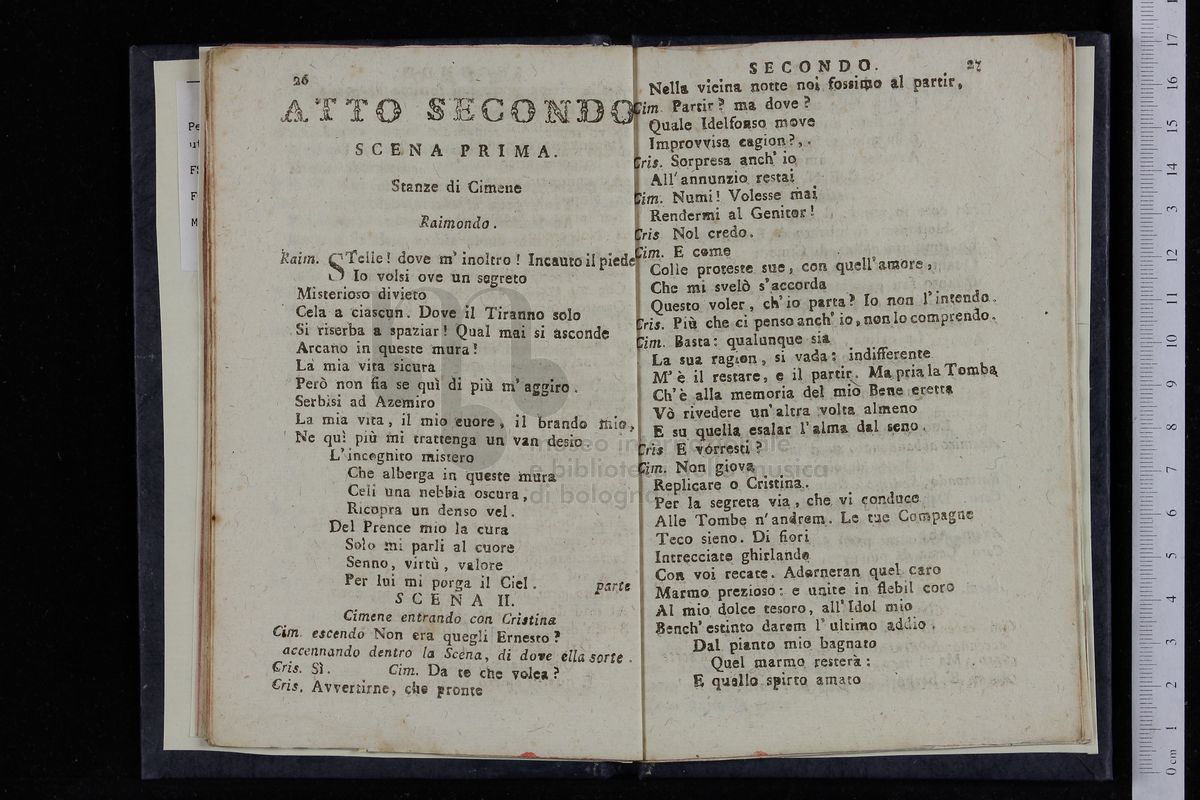 26
ATTO SECONDO
SCENA PRIMA.
Stanze di Cimene
Raimondo.
Raim. STelle! dove m'inoltro! Incauto il piede
Io volsi ove un segreto
Misterioso divieto
Cela a ciascun. Dove il Tiranno solo
Si riserba a spaziar! Qual mai si asconde
Arcano in queste mura!
La mia vita sicura
Però non fia se quì di più m'aggiro.
Serbisi ad Azemiro
La mia vita, il mio cuore, il brando mio,
Ne quì più mi trattenga un van desio.
L'incognito mistero
Che alberga in queste mura
Celi una nebbia oscura,
Ricopra un denso vel.
Del Prence mio la cura
Solo mi parli al cuore
Senno, virtù, valore
Per lui mi porga il Ciel. parte
SCENA II.
Cimene entrando con Cristina
Cim. escendo Non era quegli Ernesto?
accennando dentro la Scena, di dove ella sorte.
Cris. Sì. Cim. Da te che volea?
Cris. Avvertirne, che pronte
SECONDO. 27
Nella vicina notte noi fossimo al partir,
Cim. Partir? ma dove?
Quale Idelfonso move
Improvvisa cagion?,.
Cris. Sorpresa anch'io
All'annunzio restai
Cim. Numi! Volesse mai
Rendermi al Genitor!
Cris Nol credo.
Cim. E come
Colle proteste sue, con quell'amore,
Che mi svelò s'accorda
Questo voler, ch'io parta? Io non l'intendo.
Cris. Più che ci penso anch'io, non lo comprendo.
Cim. Basta: qualunque sia
La sua ragion, si vada: indifferente
M'è il restare, e il partir. Ma pria la Tomba
Ch'è alla memoria del mio Bene eretta
Vò rivedere un'altra volta almeno
E su quella esalar l'alma dal seno.
Cris E vorresti?
Cim. Non giova
Replicare o Cristina.
Per la segreta via, che vi conduce
Alle Tombe n'andrem. Le tue Compagne
Teco sieno. Di fiori
Intrecciate ghirlande
Con voi recate. Adorneran quel caro
Marmo prezioso: e unite in flebil coro
Al mio dolce tesoro, all'Idol mio
Bench'estinto darem l'ultimo addio.
Dal pianto mio bagnato
Quel marmo resterà:
E quello spirto amato